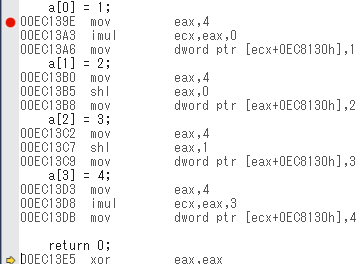 a[0] = 1;
00EC139E mov eax,4
00EC13A3 imul ecx,eax,0
00EC13A6 mov dword ptr [ecx+0EC8130h],1
a[1] = 2;
00EC13B0 mov eax,4
00EC13B5 shl eax,0
00EC13B8 mov dword ptr [eax+0EC8130h],2
a[2] = 3;
00EC13C2 mov eax,4
00EC13C7 shl eax,1
00EC13C9 mov dword ptr [eax+0EC8130h],3
a[3] = 4;
00EC13D3 mov eax,4
00EC13D8 imul ecx,eax,3
00EC13DB mov dword ptr [ecx+0EC8130h],4
return 0;
00EC13E5 xor eax,eax